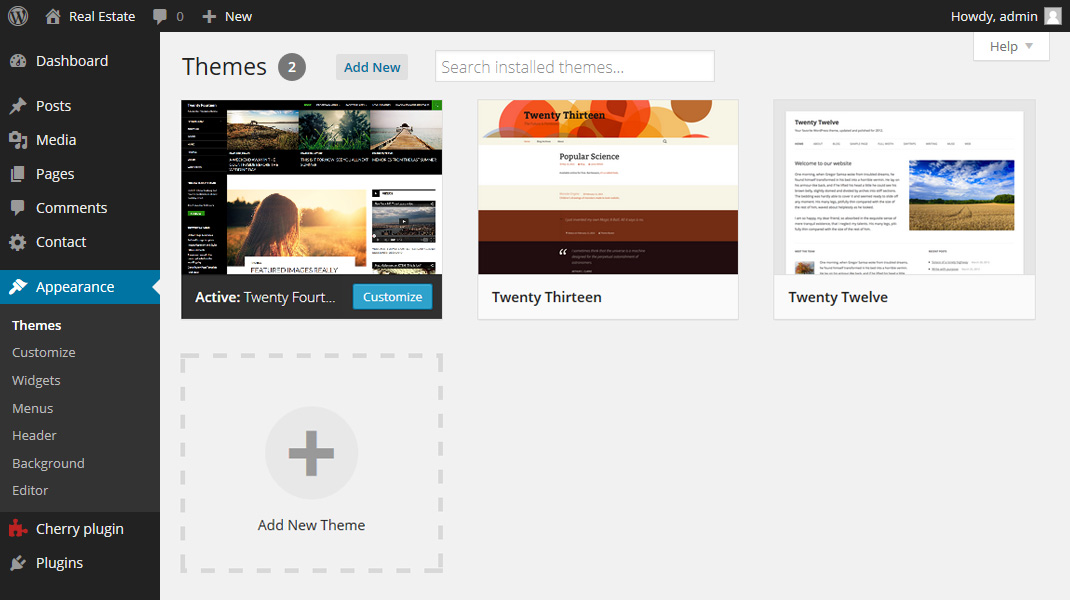 Real Estate 0 New Howdy, admin
Help
Dashboard
Posts
Media
Pages
Comments
Contact
Appearance
Themes
Customize
Widgets
Menus
Header
Background
Editor
Cherry plugin
Plugins
Themes 2 Add New Search installed themes...
Active: Twenty Fourt... Customize
Twenty Thirteen
Popular Science
Twenty Thirteen
Twenty Twelve
Welcome to our website
Twenty Twelve
FEATURED IMAGES REALLY
Add New Theme